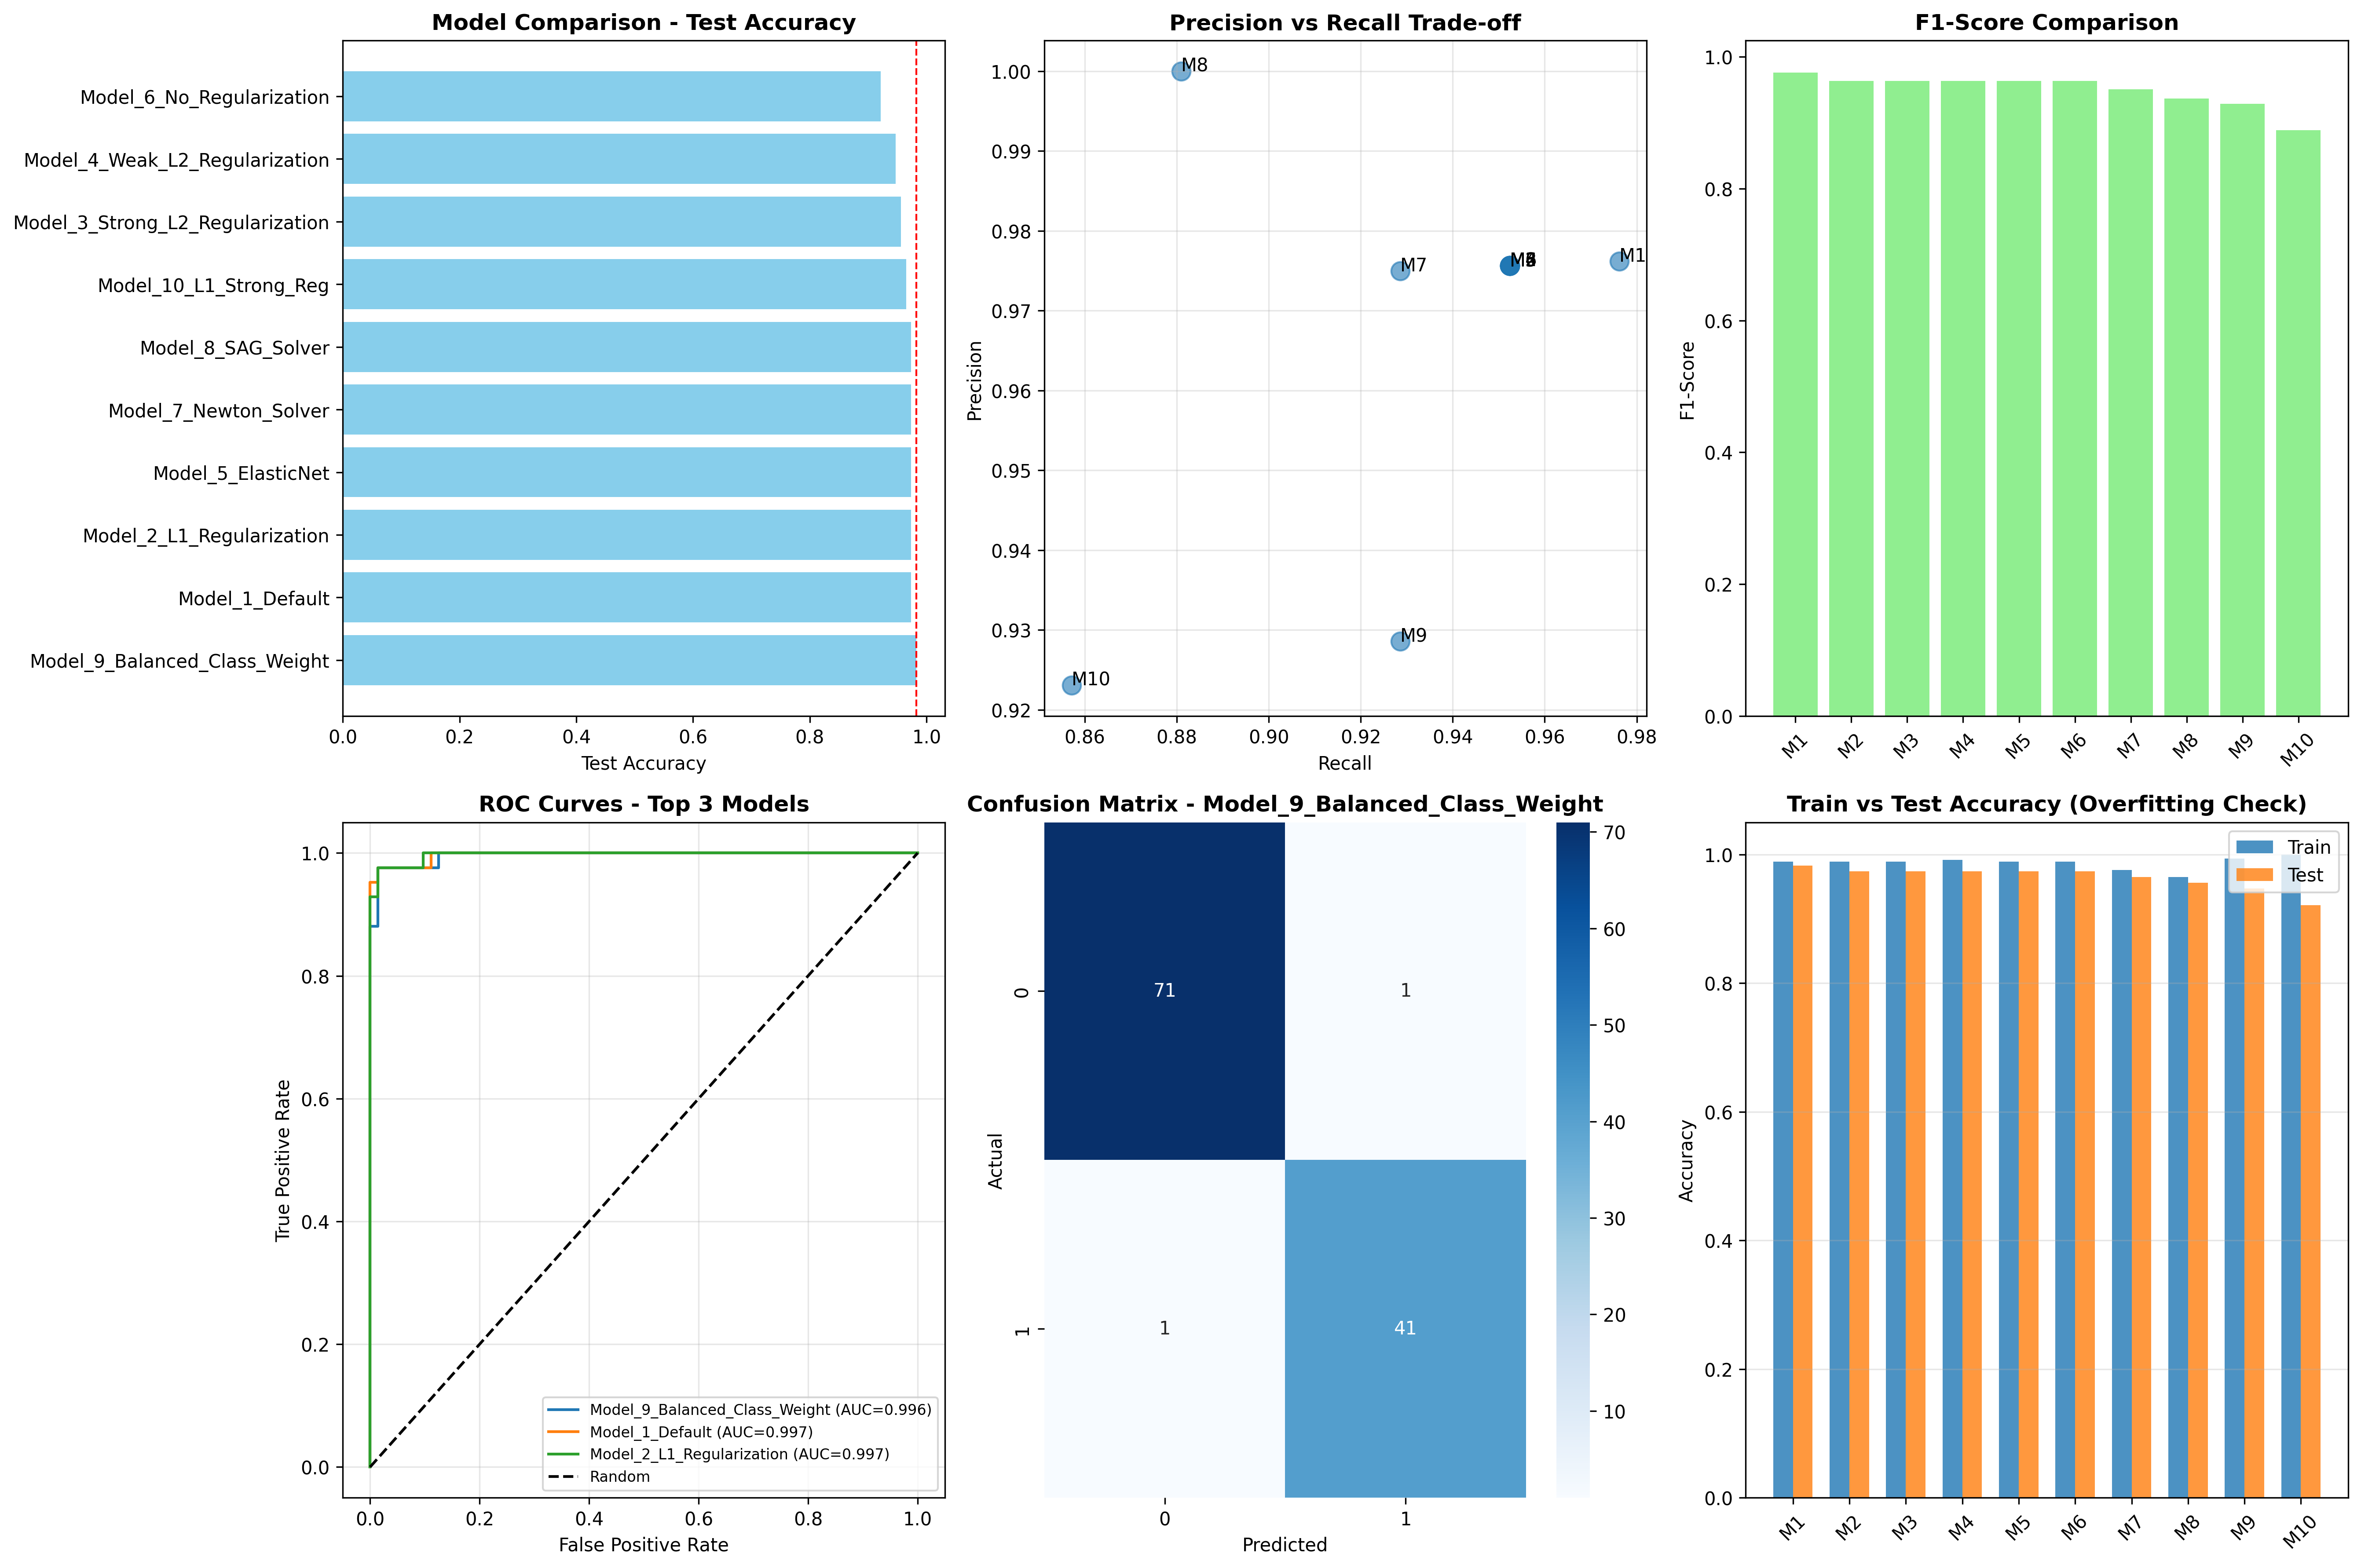 Model Comparison - Test Accuracy
Model_6_No_Regularization
Model_4_Weak_L2_Regularization
Model_3_Strong_L2_Regularization
Model_10_L1_Strong_Reg
Model_8_SAG_Solver
Model_7_Newton_Solver
Model_5_ElasticNet
Model_2_L1_Regularization
Model_1_Default
Model_9_Balanced_Class_Weight
0.0 0.2 0.4 0.6 0.8 1.0
Test Accuracy
Precision vs Recall Trade-off
Precision
1.00
0.99
0.98
0.97
0.96
0.95
0.94
0.93
0.92
M8
M1
M7
M9
M10
0.86 0.88 0.90 0.92 0.94 0.96 0.98
Recall
F1-Score Comparison
F1-Score
1.0
0.8
0.6
0.4
0.2
0.0
M1 M2 M3 M4 M5 M6 M7 M8 M9 M10
ROC Curves - Top 3 Models
True Positive Rate
1.0
0.8
0.6
0.4
0.2
0.0
Model_9_Balanced_Class_Weight (AUC=0.996)
Model_1_Default (AUC=0.997)
Model_2_L1_Regularization (AUC=0.997)
Random
0.0 0.2 0.4 0.6 0.8 1.0
False Positive Rate
Confusion Matrix - Model_9_Balanced_Class_Weight
Actual
0
1
71 1
1 41
0 1
Predicted
70
60
50
40
30
20
10
Train vs Test Accuracy (Overfitting Check)
Accuracy
1.0
0.8
0.6
0.4
0.2
0.0
Train
Test
M1 M2 M3 M4 M5 M6 M7 M8 M9 M10